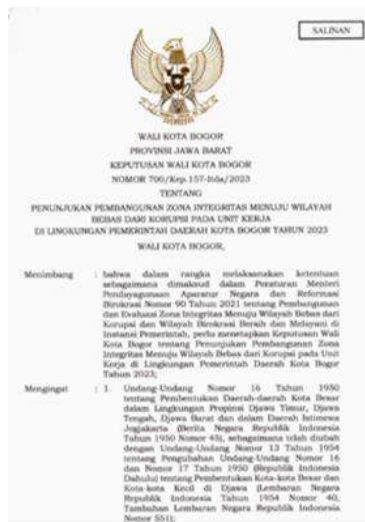 SALINAN
WALI KOTA BOGOR
PROVINSI JAWA BARAT
KEPUTUSAN WALI KOTA BOGOR
NOMOR 700/Kep.157-Itda/2023
TENTANG
PENUNJUKAN PEMBANGUNAN ZONA INTEGRITAS MENUJU WILAYAH
BEBAS DARI KORUPSI PADA UNIT KERJA
DI LINGKUNGAN PEMERINTAH DAERAH KOTA BOGOR TAHUN 2023
WALI KOTA BOGOR,
Menimbang : bahwa dalam rangka melaksanakan ketentuan
sebagaimana dimaksud dalam Peraturan Menteri
Pendayagunaan Aparatur Negara dan Reformasi
Birokrasi Nomor 90 Tahun 2021 tentang Pembangunan
dan Evaluasi Zona Integritas Menuju Wilayah Bebas dari
Korupsi dan Wilayah Birokrasi Bersih dan Melayani di
Instansi Pemerintah, perlu menetapkan Keputusan Wali
Kota Bogor tentang Penunjukan Pembangunan Zona
Integritas Menuju Wilayah Bebas dari Korupsi pada Unit
Kerja di Lingkungan Pemerintah Daerah Kota Bogor
Tahun 2023;
Mengingat : 1. Undang-Undang Nomor 16 Tahun 1950
tentang Pembentukan Daerah-daerah Kota Besar
dalam Lingkungan Propinsi Djawa Timur, Djawa
Tengah, Djawa Barat dan dalam Daerah Istimewa
Jogjakarta (Berita Negara Republik Indonesia
Tahun 1950 Nomor 45), sebagaimana telah diubah
dengan Undang-Undang Nomor 13 Tahun 1954
tentang Pengubahan Undang-Undang Nomor 16
dan Nomor 17 Tahun 1950 (Republik Indonesia
Dahulu) tentang Pembentukan Kota-kota Besar dan
Kota-kota Kecil di Djawa (Lembaran Negara
Republik Indonesia Tahun 1954 Nomor 40,
Tambahan Lembaran Negara Republik Indonesia
Nomor 551);